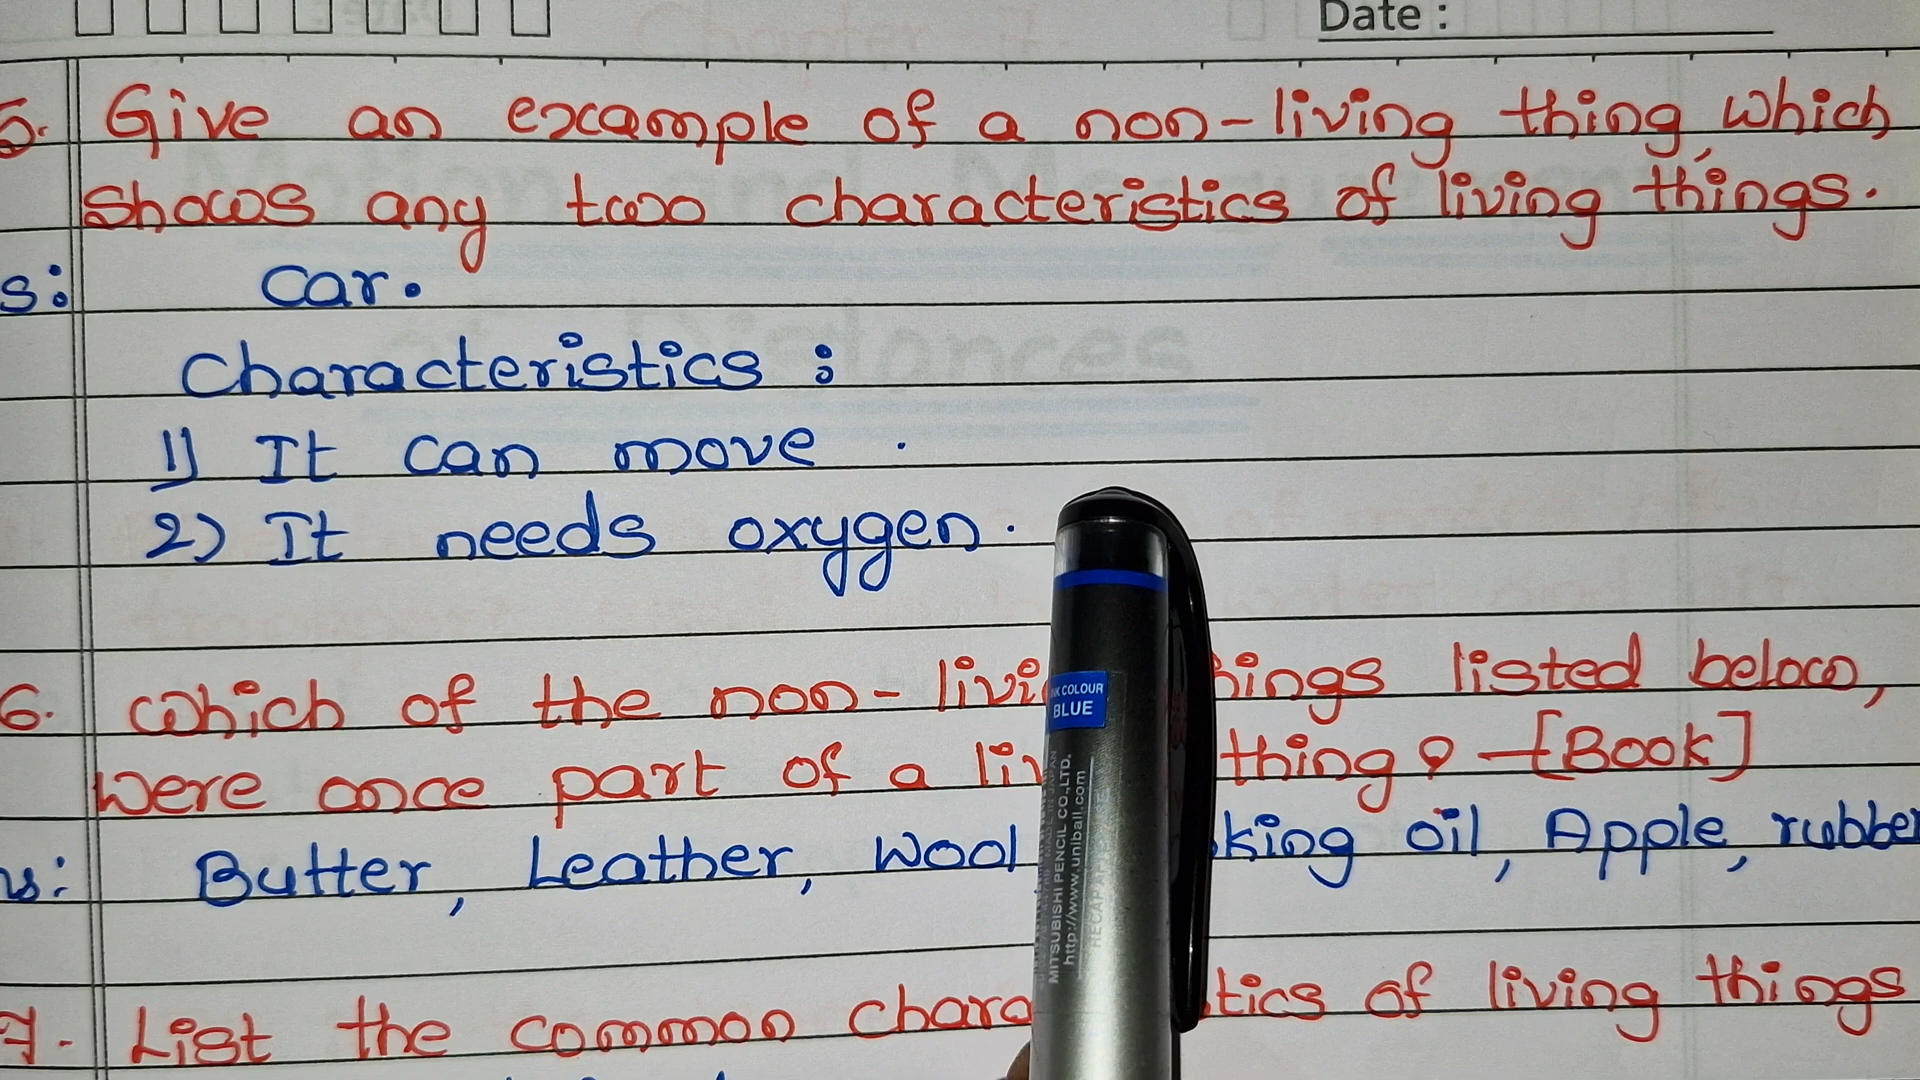 Date :
5. Give an example of a non-living thing, which
shows any two characteristics of living things.
s: Car.
Characteristics :
1) It can move .
2) It needs oxygen.
6. Which of the non-livi ings listed below,
were once part of a liv thing? - [Book]
s: Butter, Leather, Wool king oil, Apple, rubber
7. List the common chara tics of living things
INK COLOUR
BLUE
MITSUBISHI PENCIL CO.,LTD.
http://www.uniball.com